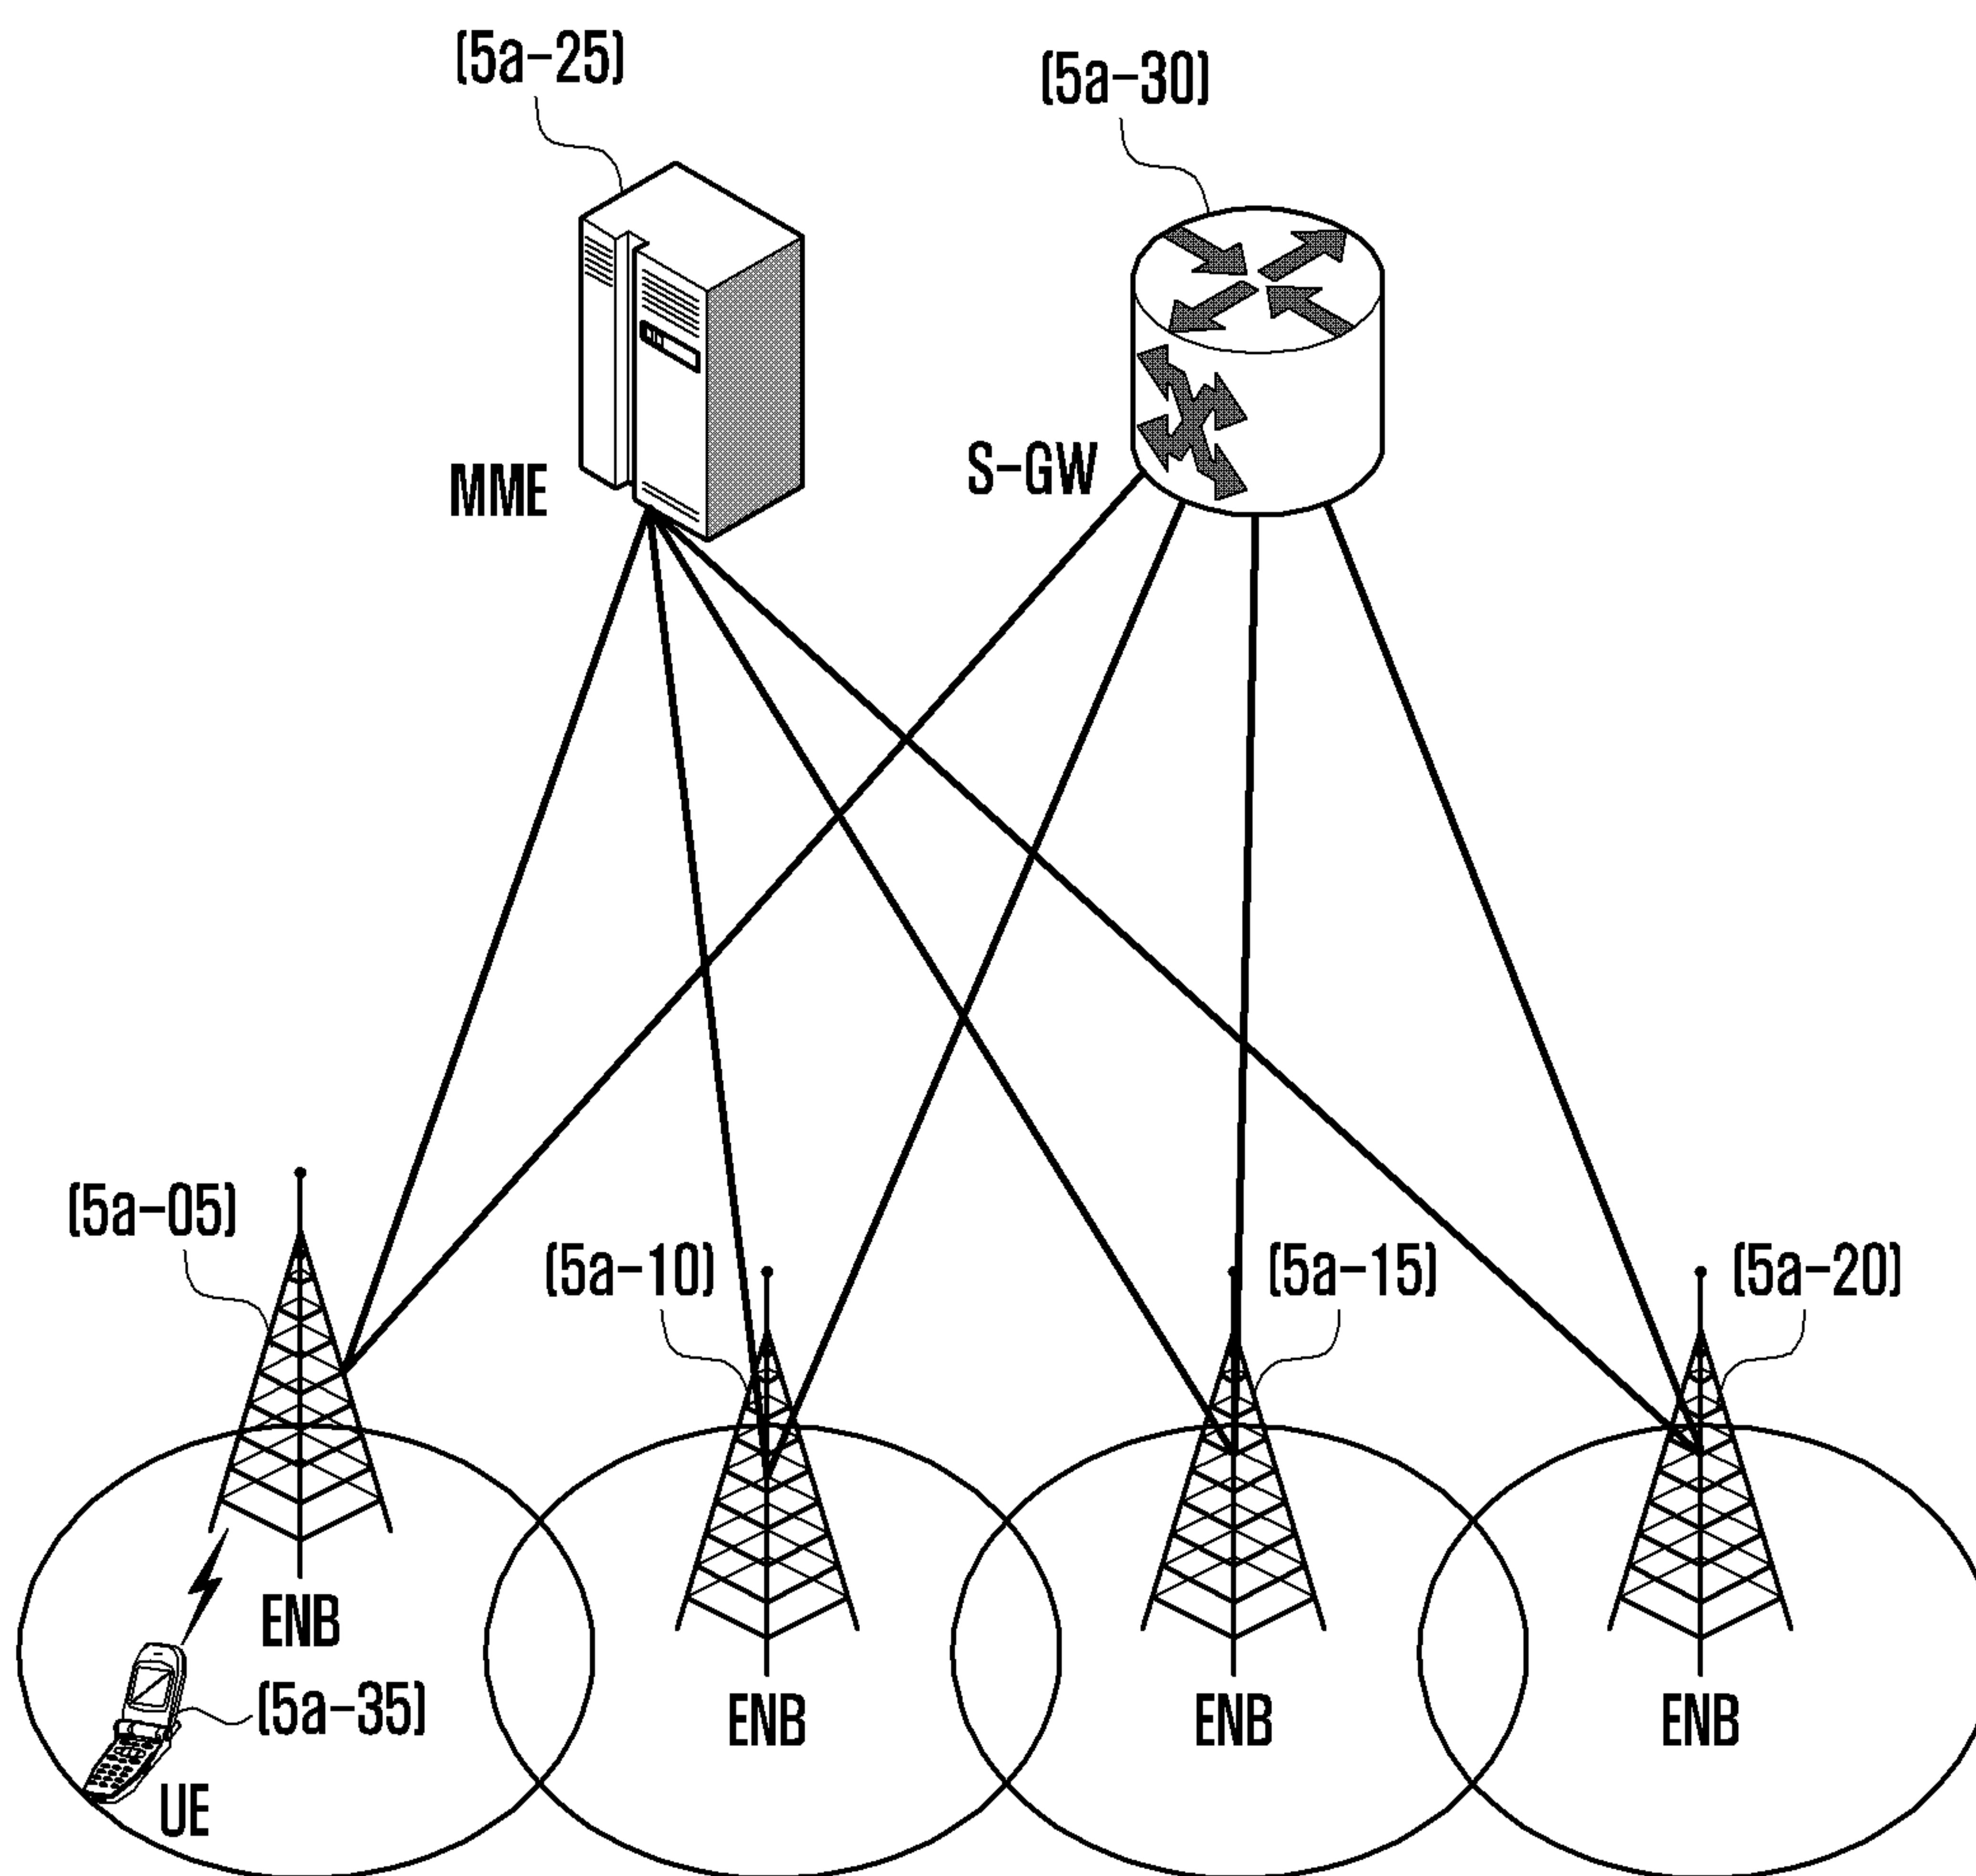 (5a-25)
(5a-30)
MME
S-GW
(5a-05)
(5a-10)
(5a-15)
(5a-20)
ENB
(5a-35)
UE
ENB
ENB
ENB